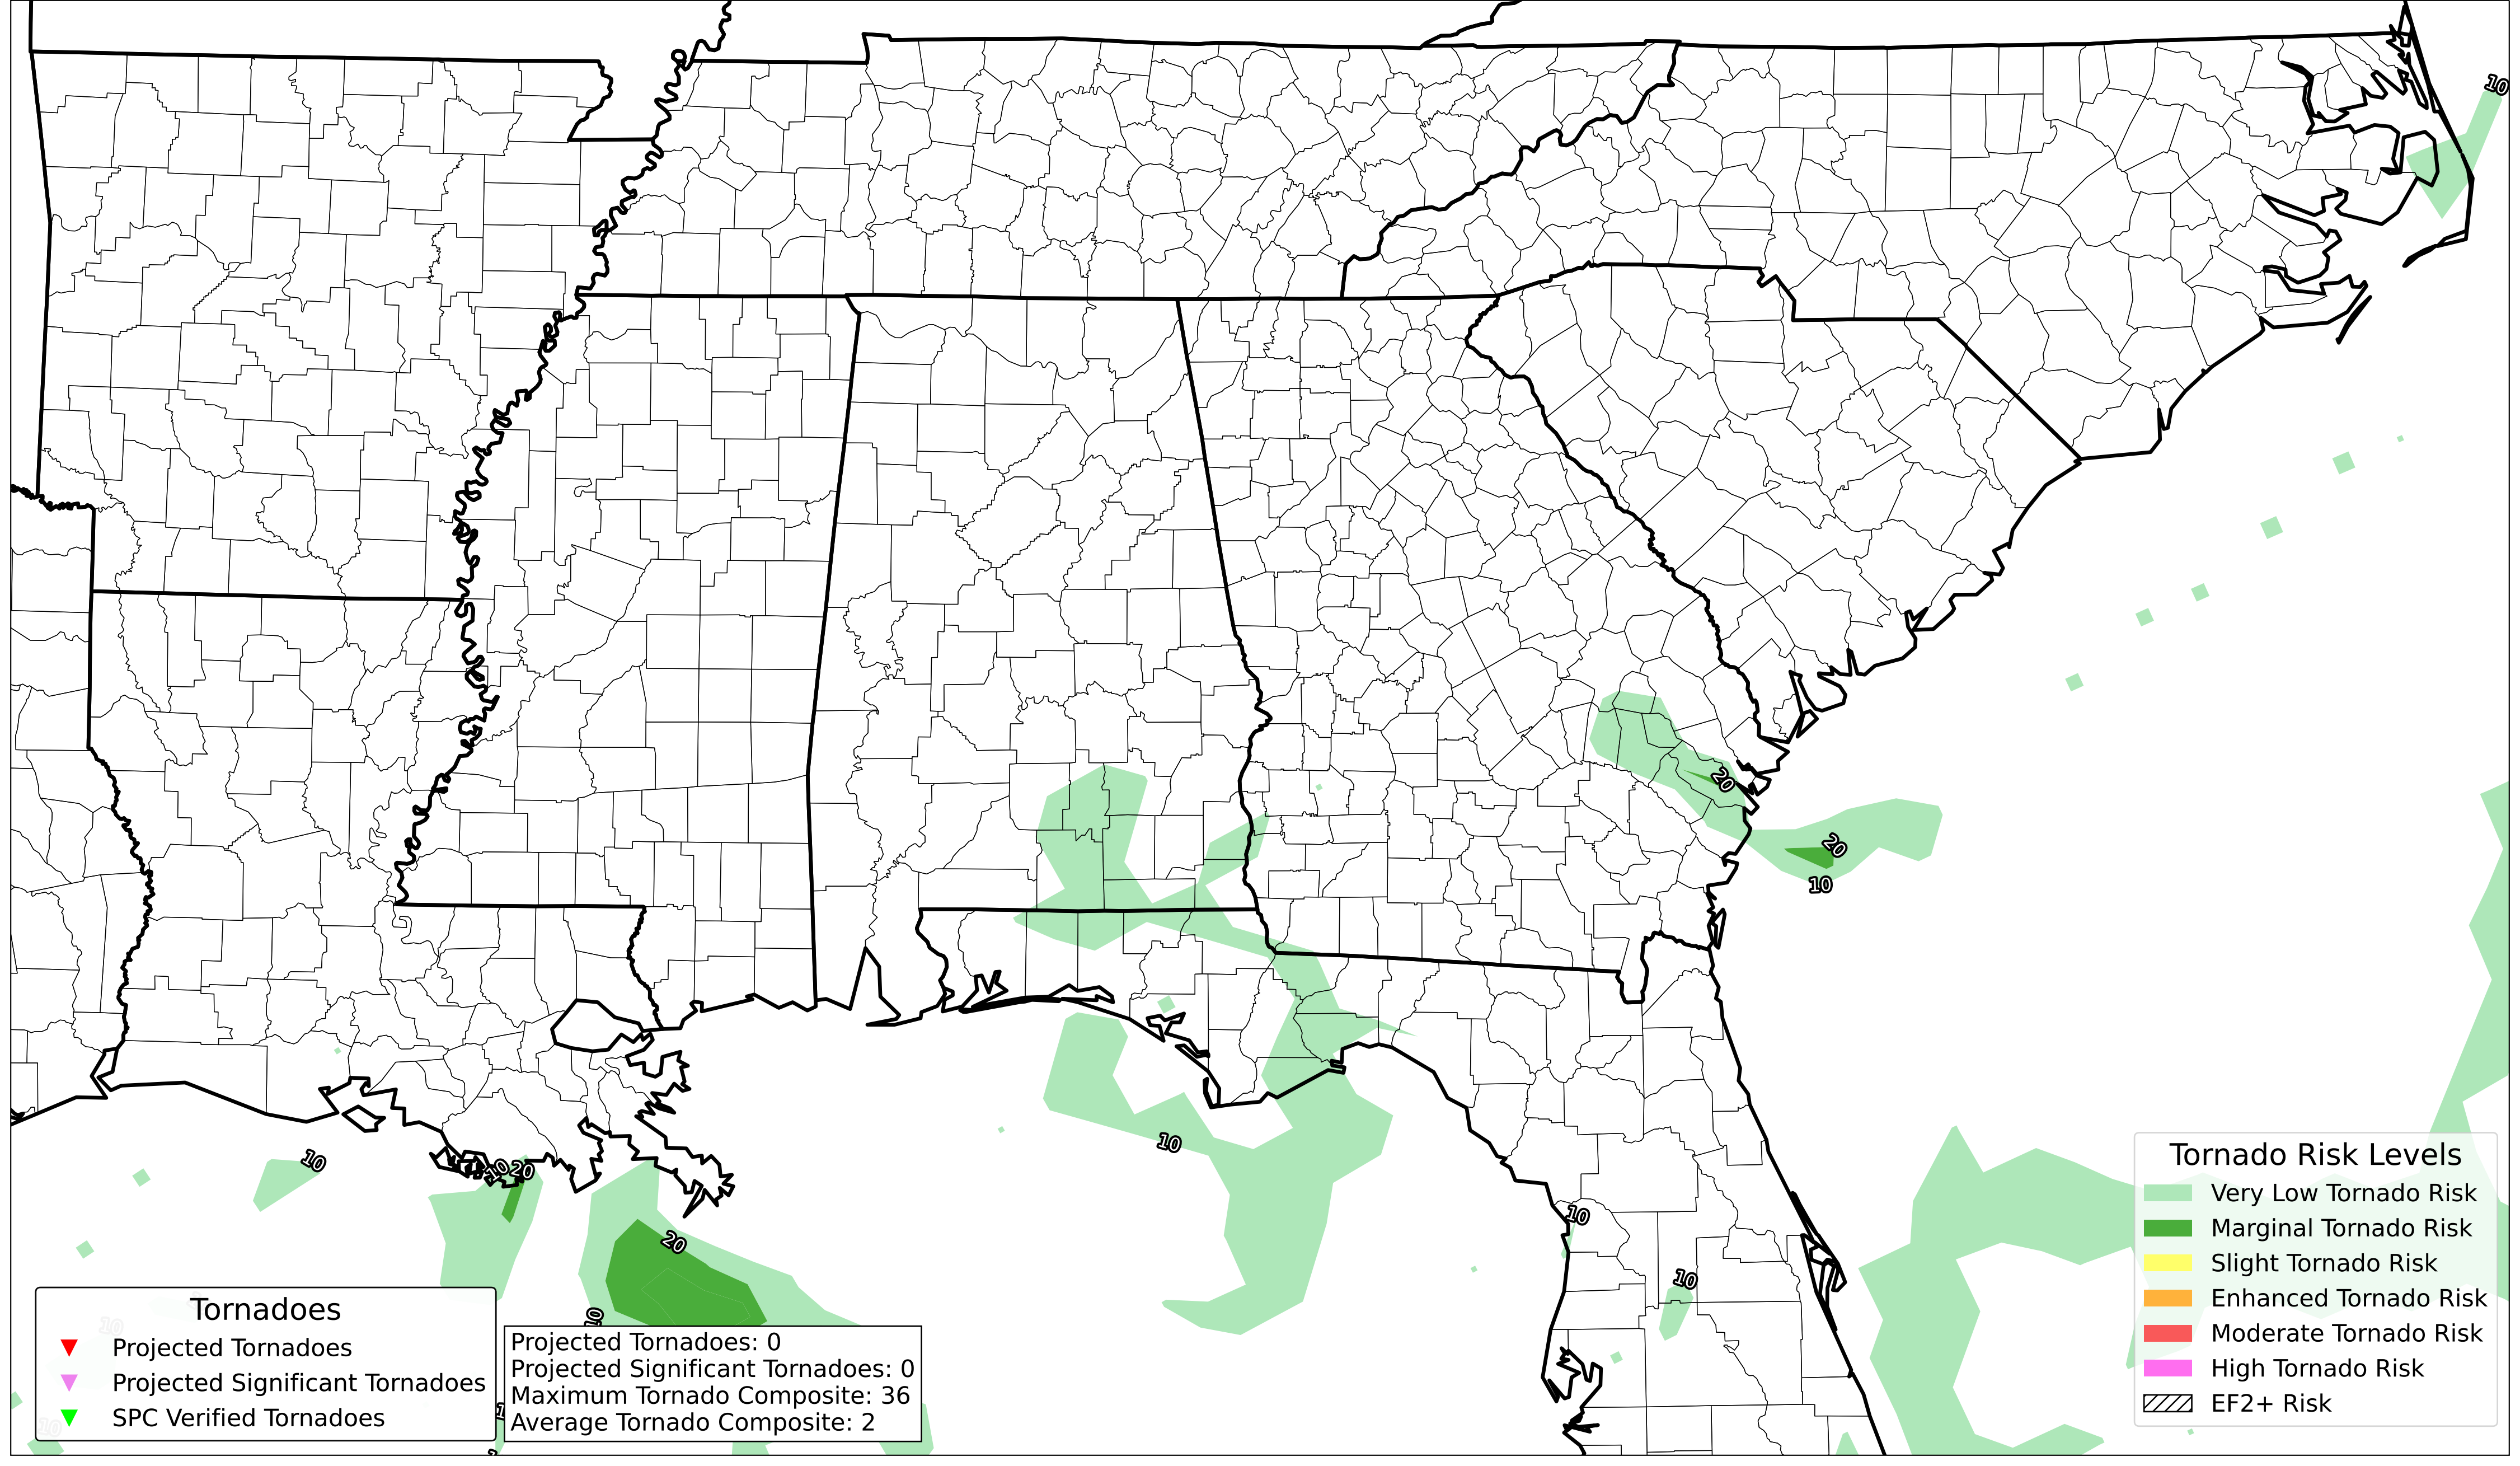 10
20
20
10
10
10
10
20
10
20
10
10
Tornado Risk Levels
Very Low Tornado Risk
Marginal Tornado Risk
Slight Tornado Risk
Enhanced Tornado Risk
Moderate Tornado Risk
High Tornado Risk
EF2+ Risk
Tornadoes
Projected Tornadoes
Projected Significant Tornadoes
SPC Verified Tornadoes
Projected Tornadoes: 0
Projected Significant Tornadoes: 0
Maximum Tornado Composite: 36
Average Tornado Composite: 2
10
10